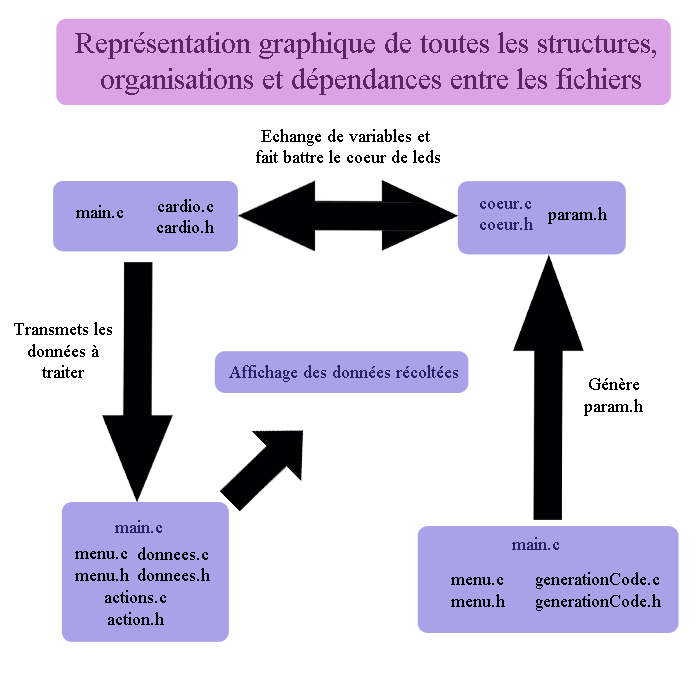 Représentation graphique de toutes les structures,
organisations et dépendances entre les fichiers
Echange de variables et
fait battre le coeur de leds
main.c
cardio.c
cardio.h
coeur.c
coeur.h
param.h
Transmets les
données à
traiter
Affichage des données récoltées
Génère
param.h
main.c
menu.c donnees.c
menu.h donnees.h
actions.c
action.h
main.c
menu.c generationCode.c
menu.h generationCode.h